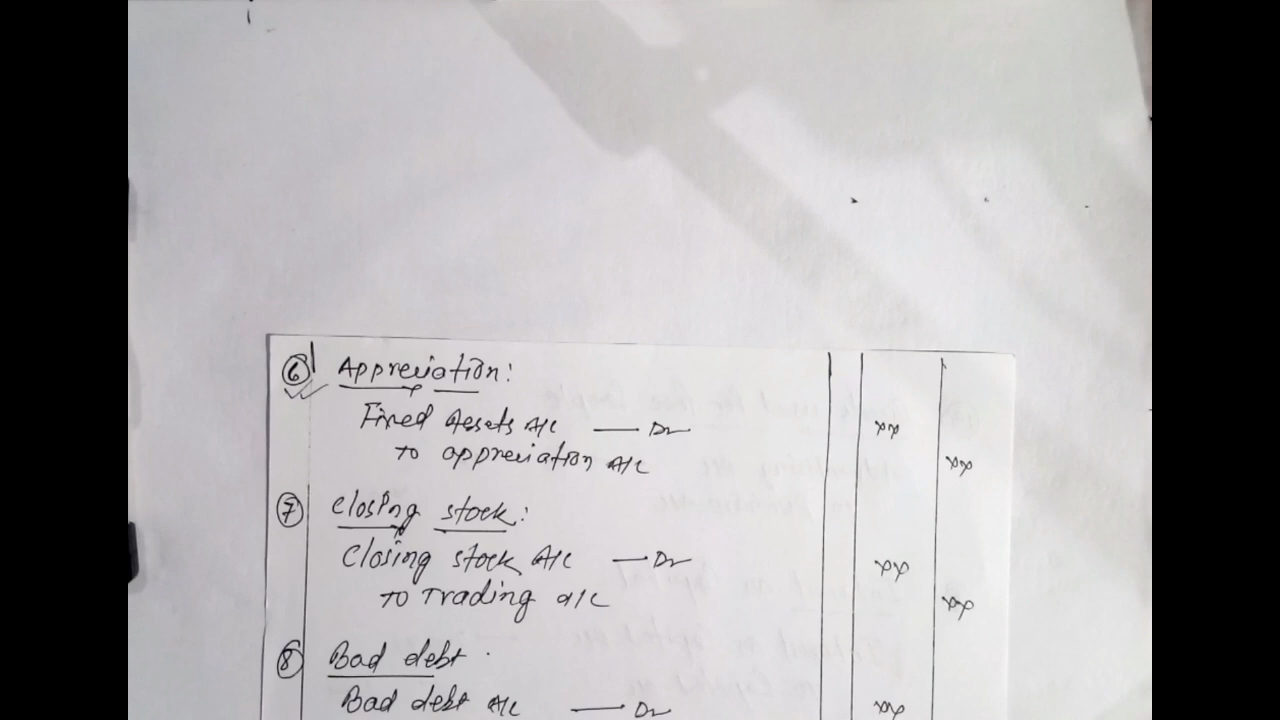 6 Appreciation:
Fixed Assets A/c — Dr xx
To appreciation A/c xx
7 Closing stock:
Closing stock A/c — Dr xx
To Trading a/c xx
8 Bad debt
Bad debt A/c — Dr xx